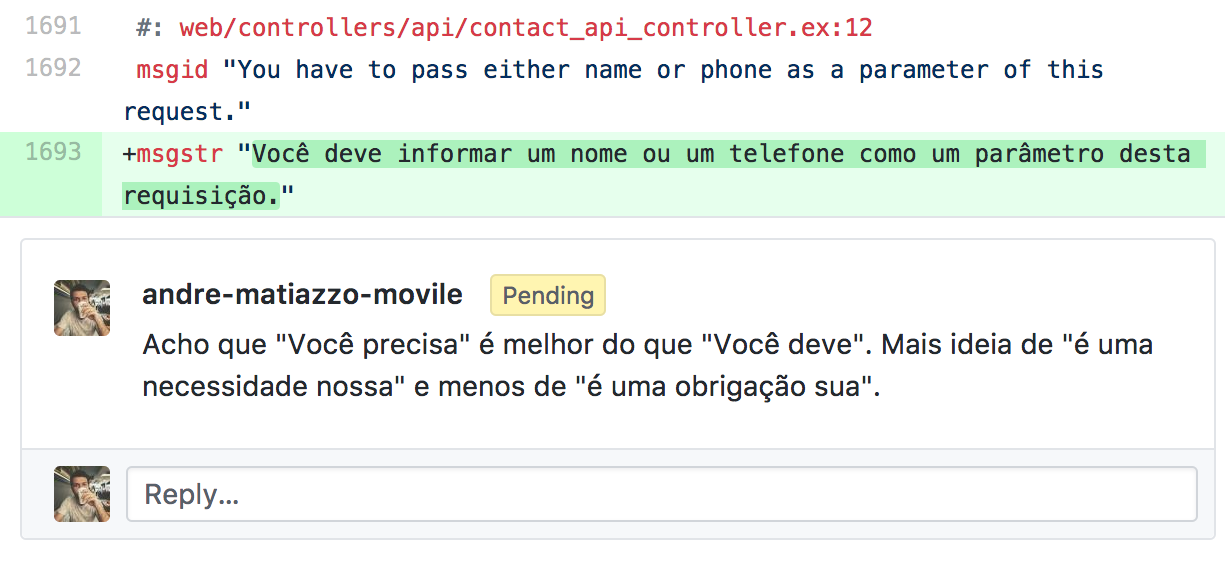 1691 #: web/controllers/api/contact_api_controller.ex:12
1692 msgid "You have to pass either name or phone as a parameter of this
request."
1693 +msgstr "Você deve informar um nome ou um telefone como um parâmetro desta
requisição."
andre-matiazzo-movile Pending
Acho que "Você precisa" é melhor do que "Você deve". Mais ideia de "é uma
necessidade nossa" e menos de "é uma obrigação sua".
Reply...